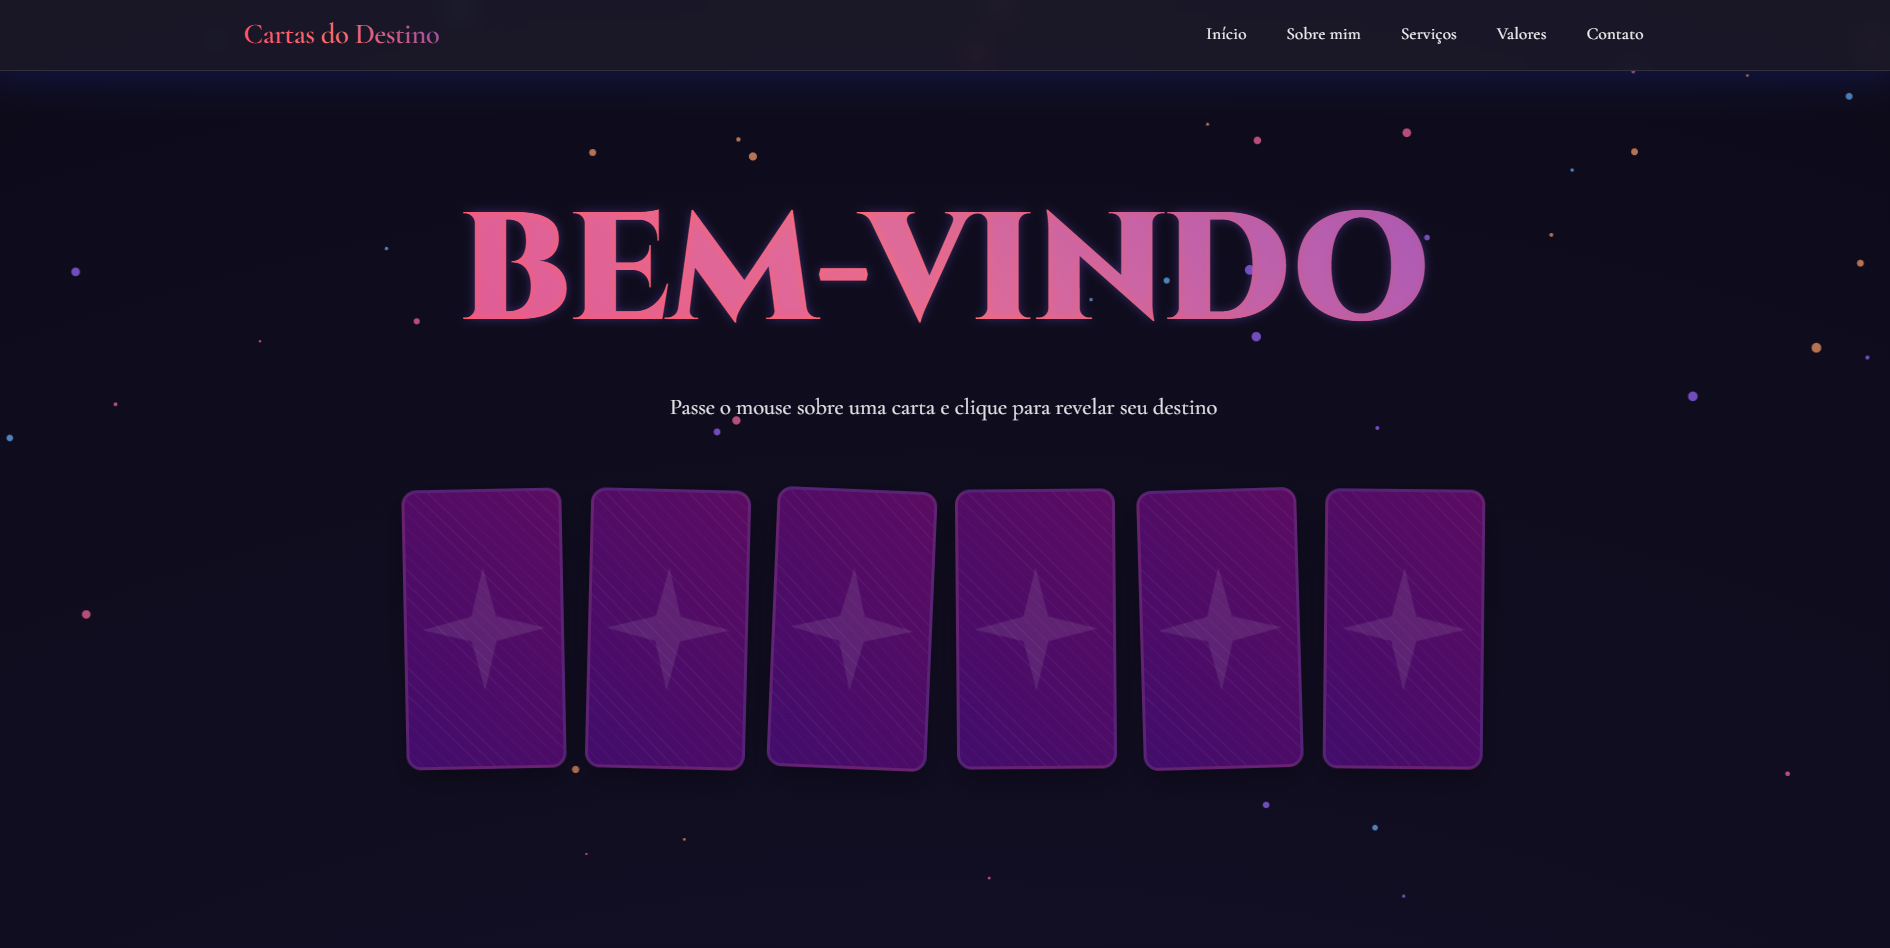 Cartas do Destino
Início Sobre mim Serviços Valores Contato
BEM-VINDO
Passe o mouse sobre uma carta e clique para revelar seu destino